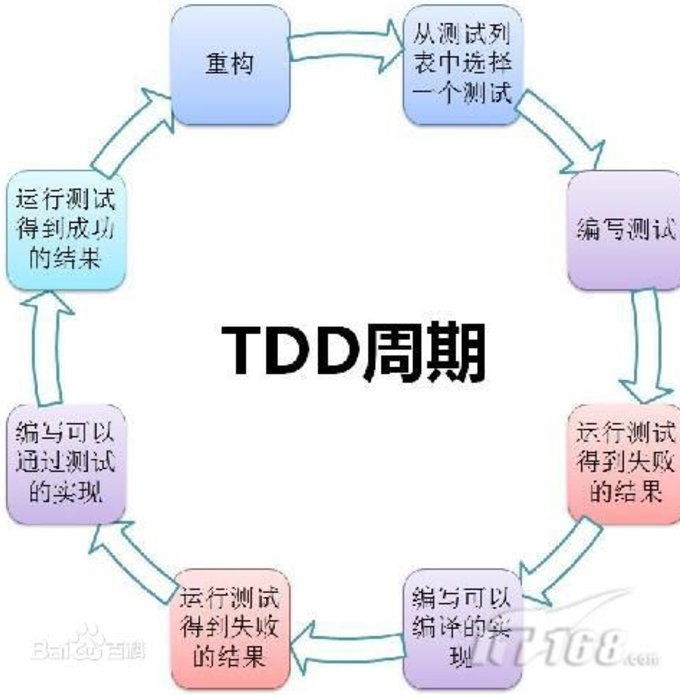 重构
从测试列
表中选择
一个测试
编写测试
运行测试
得到成功
的结果
TDD周期
编写可以
通过测试
的实现
运行测试
得到失败
的结果
运行测试
得到失败
的结果
编写可以
编译的实
现
Bai百科
IT168.com